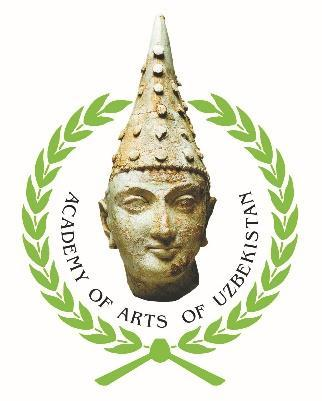 ACADEMY OF ARTS OF UZBEKISTAN